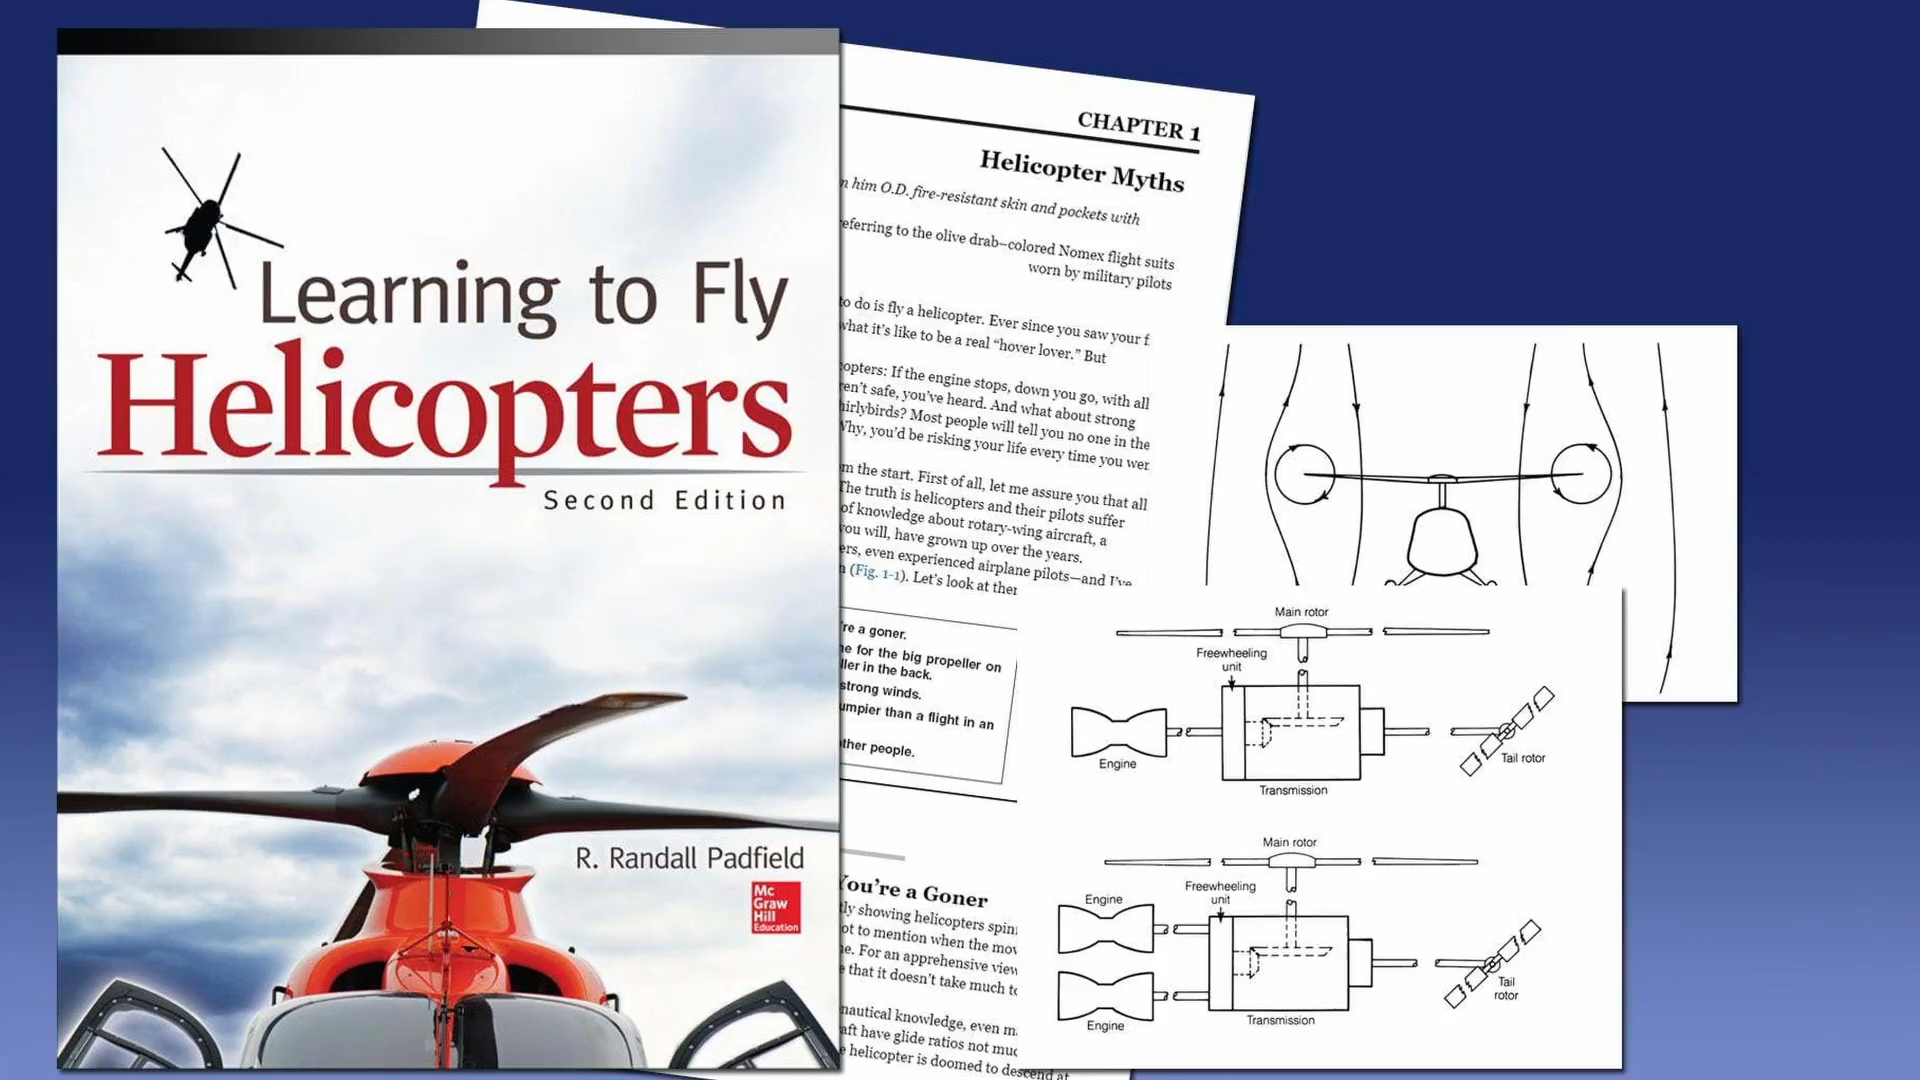 Learning to Fly
Helicopters
Second Edition
R. Randall Padfield
Mc
Graw
Hill
Education
CHAPTER 1
Helicopter Myths
him O.D. fire-resistant skin and pockets with
eferring to the olive drab–colored Nomex flight suits
worn by military pilots
to do is fly a helicopter. Ever since you saw your f
what it's like to be a real “hover lover.” But
copters: If the engine stops, down you go, with all
ren't safe, you've heard. And what about strong
hirlybirds? Most people will tell you no one in the
Why, you'd be risking your life every time you wer
m the start. First of all, let me assure you that all
The truth is helicopters and their pilots suffer
of knowledge about rotary-wing aircraft, a
you will, have grown up over the years.
ers, even experienced airplane pilots—and I've
n (Fig. 1-1). Let's look at ther
're a goner.
ne for the big propeller on
ller in the back.
strong winds.
umpier than a flight in an
ther people.
You're a Goner
tly showing helicopters spin
ot to mention when the mov
ne. For an apprehensive view
e that it doesn't take much to
nautical knowledge, even m
aft have glide ratios not muc
e helicopter is doomed to descend at
Main rotor
Freewheeling
unit
Engine
Transmission
Tail rotor
Main rotor
Freewheeling
unit
Engine
Engine
Transmission
Tail
rotor